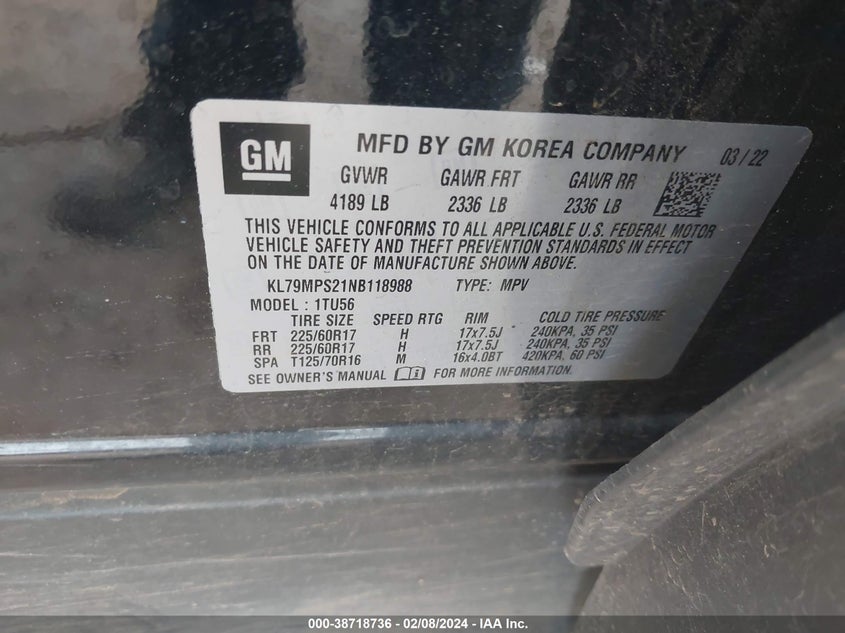 GM
MFD BY GM KOREA COMPANY 03/22
GVWR GAWR FRT GAWR RR
4189 LB 2336 LB 2336 LB
THIS VEHICLE CONFORMS TO ALL APPLICABLE U.S. FEDERAL MOTOR
VEHICLE SAFETY AND THEFT PREVENTION STANDARDS IN EFFECT
ON THE DATE OF MANUFACTURE SHOWN ABOVE.
KL79MPS21NB118988 TYPE: MPV
MODEL : 1TU56
TIRE SIZE SPEED RTG RIM COLD TIRE PRESSURE
FRT 225/60R17 H 17x7.5J 240KPA, 35 PSI
RR 225/60R17 H 17x7.5J 240KPA, 35 PSI
SPA T125/70R16 M 16x4.0BT 420KPA, 60 PSI
SEE OWNER'S MANUAL i FOR MORE INFORMATION.
000-38718736 - 02/08/2024 - IAA Inc.